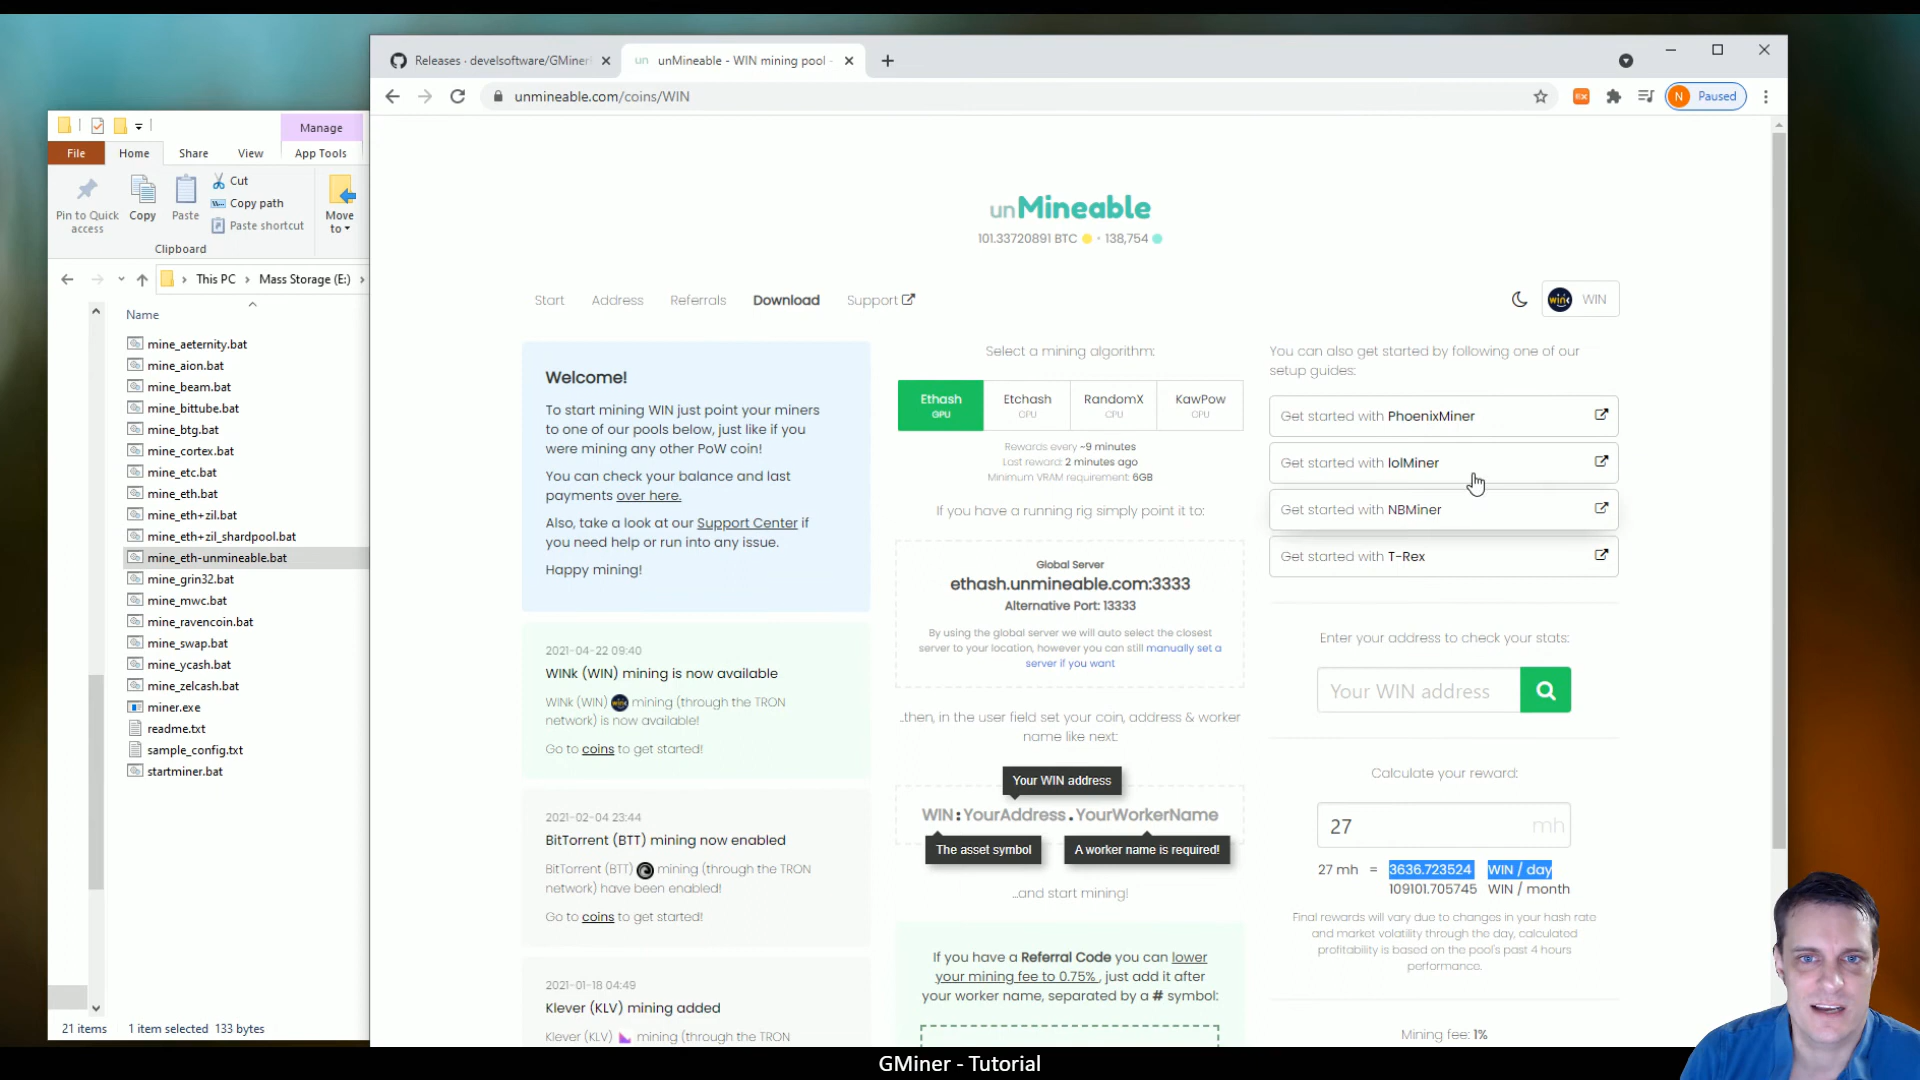 Releases · develsoftware/GMiner
un unMineable - WIN mining pool -
unmineable.com/coins/WIN
N Paused
Manage
File Home Share View App Tools
Pin to Quick access
Copy
Paste
Cut
Copy path
Paste shortcut
Move to
Clipboard
This PC > Mass Storage (E:) >
Name
mine_aeternity.bat
mine_aion.bat
mine_beam.bat
mine_bittube.bat
mine_btg.bat
mine_cortex.bat
mine_etc.bat
mine_eth.bat
mine_eth+zil.bat
mine_eth+zil_shardpool.bat
mine_eth-unmineable.bat
mine_grin32.bat
mine_mwc.bat
mine_ravencoin.bat
mine_swap.bat
mine_ycash.bat
mine_zelcash.bat
miner.exe
readme.txt
sample_config.txt
startminer.bat
21 items 1 item selected 133 bytes
unMineable
101.33720891 BTC · 138,754
Start Address Referrals Download Support
WIN
Welcome!
To start mining WIN just point your miners
to one of our pools below, just like if you
were mining any other PoW coin!
You can check your balance and last
payments over here.
Also, take a look at our Support Center if
you need help or run into any issue.
Happy mining!
2021-04-22 09:40
WINk (WIN) mining is now available
WINk (WIN) mining (through the TRON
network) is now available!
Go to coins to get started!
2021-02-04 23:44
BitTorrent (BTT) mining now enabled
BitTorrent (BTT) mining (through the TRON
network) have been enabled!
Go to coins to get started!
2021-01-18 04:49
Klever (KLV) mining added
Klever (KLV) mining (through the TRON
Select a mining algorithm:
Ethash GPU
Etchash GPU
RandomX CPU
KawPow GPU
Rewards every ~9 minutes
Last reward: 2 minutes ago
Minimum VRAM requirement: 6GB
If you have a running rig simply point it to:
Global Server
ethash.unmineable.com:3333
Alternative Port: 13333
By using the global server we will auto select the closest
server to your location, however you can still manually set a
server if you want
..then, in the user field set your coin, address & worker
name like next:
Your WIN address
WIN:YourAddress.YourWorkerName
The asset symbol
A worker name is required!
...and start mining!
If you have a Referral Code you can lower
your mining fee to 0.75% , just add it after
your worker name, separated by a # symbol:
You can also get started by following one of our
setup guides:
Get started with PhoenixMiner
Get started with lolMiner
Get started with NBMiner
Get started with T-Rex
Enter your address to check your stats:
Your WIN address
Calculate your reward:
27 mh
27 mh = 3636.723524 WIN / day
109101.705745 WIN / month
Final rewards will vary due to changes in your hash rate
and market volatility through the day, calculated
profitability is based on the pool's past 4 hours
performance.
Mining fee: 1%
GMiner - Tutorial